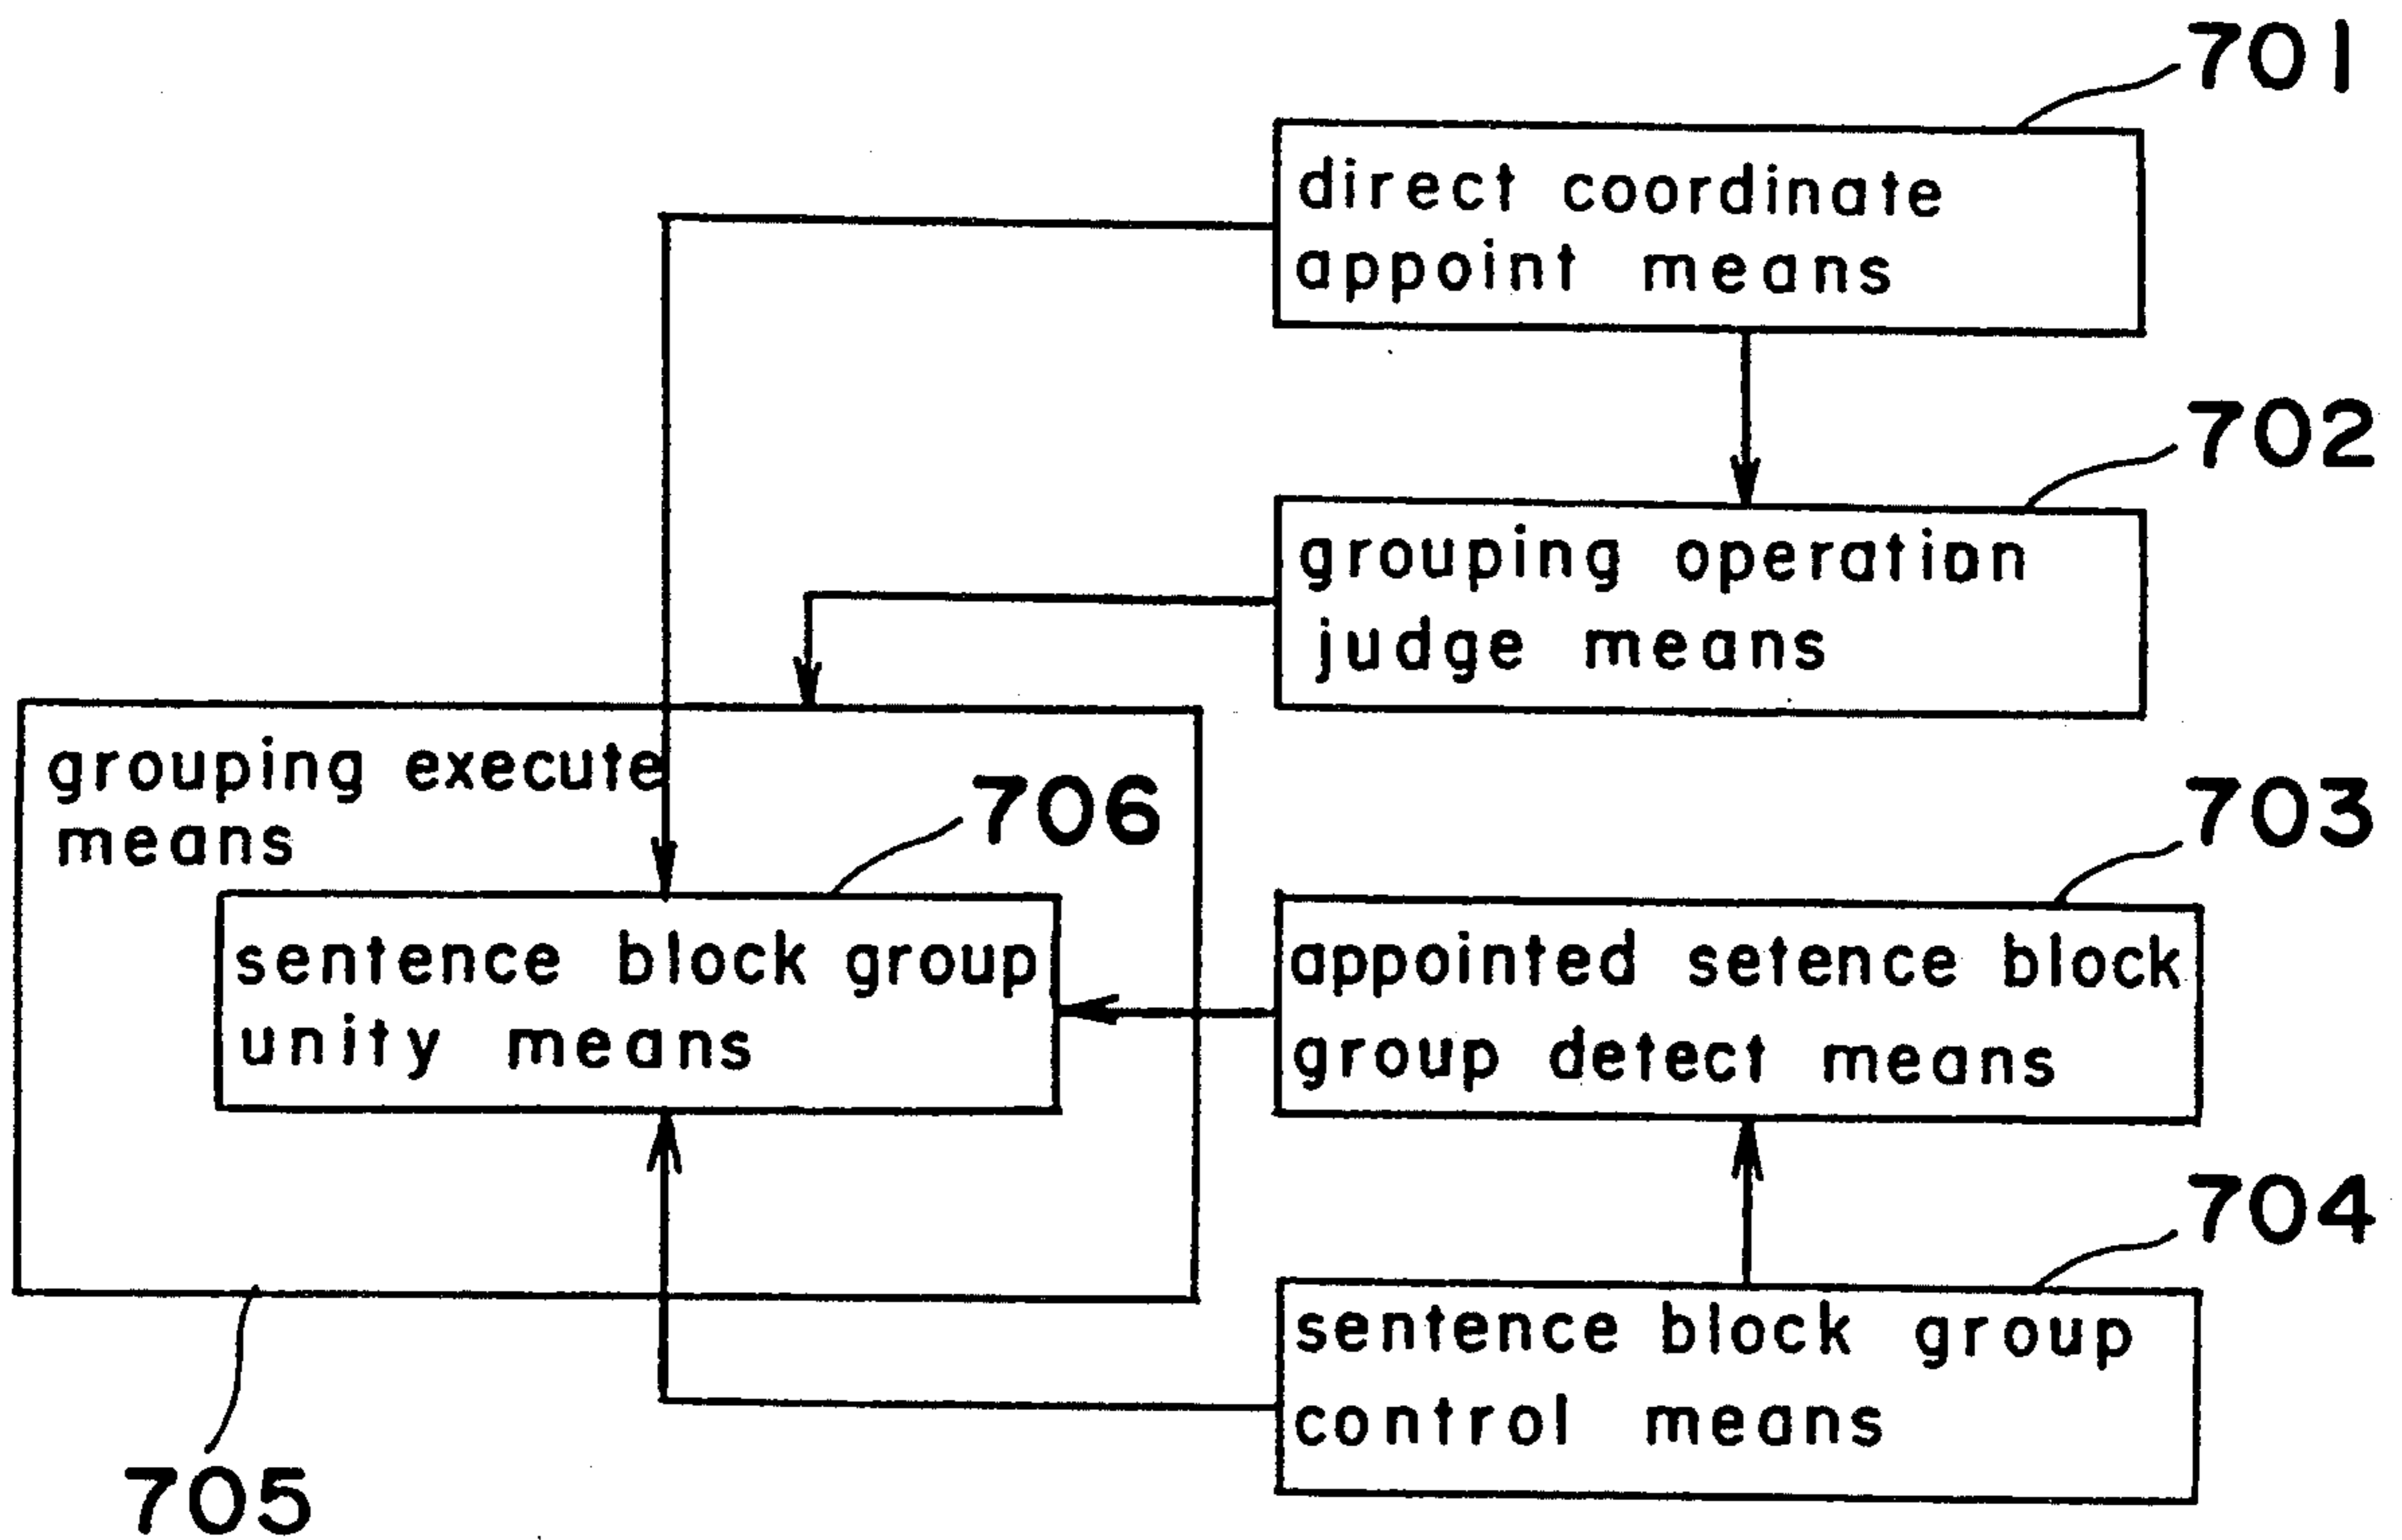 701
direct coordinate
appoint means
702
grouping operation
judge means
grouping execute
means
706
703
sentence block group
unity means
appointed setence block
group detect means
704
sentence block group
control means
705